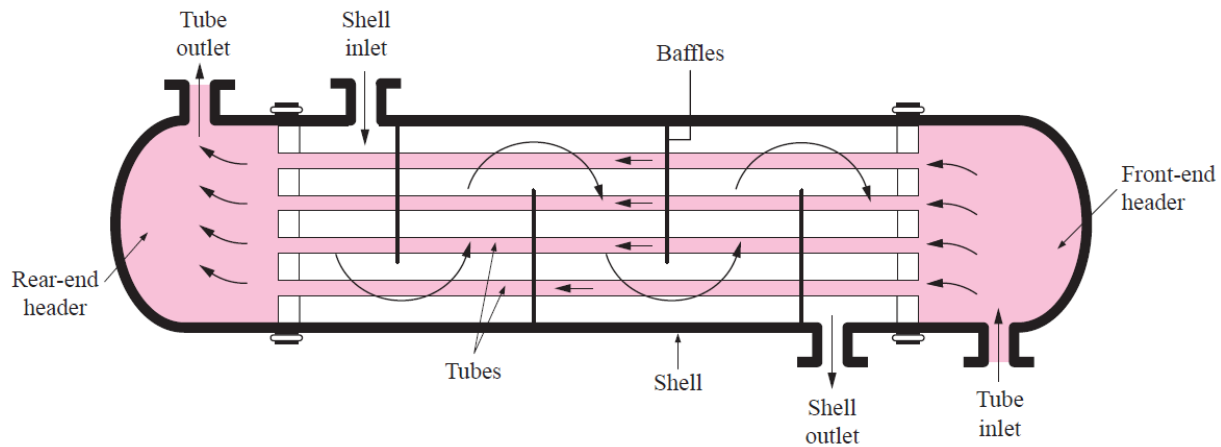 Tube
outlet
Shell
inlet
Baffles
Front-end
header
Rear-end
header
Tubes
Shell
Shell
outlet
Tube
inlet